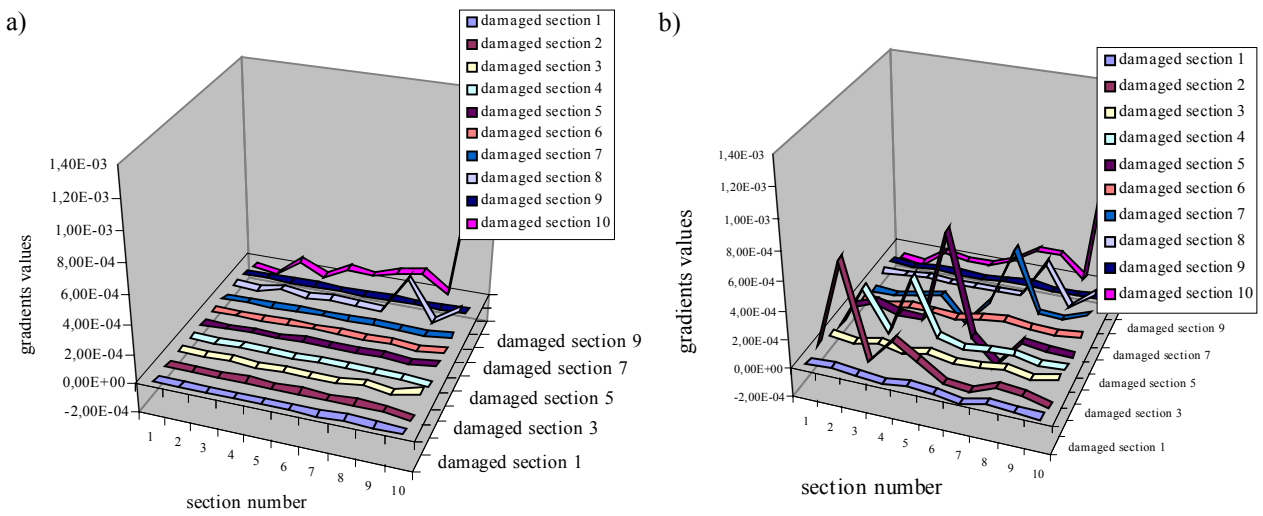 a)
damaged section 1
damaged section 2
damaged section 3
damaged section 4
damaged section 5
damaged section 6
damaged section 7
damaged section 8
damaged section 9
damaged section 10
1,40E-03
1,20E-03
1,00E-03
8,00E-04
6,00E-04
4,00E-04
2,00E-04
0,00E+00
-2,00E-04
gradients values
1
2
3
4
5
6
7
8
9
10
section number
damaged section 9
damaged section 7
damaged section 5
damaged section 3
damaged section 1
b)
damaged section 1
damaged section 2
damaged section 3
damaged section 4
damaged section 5
damaged section 6
damaged section 7
damaged section 8
damaged section 9
damaged section 10
1,40E-03
1,20E-03
1,00E-03
8,00E-04
6,00E-04
4,00E-04
2,00E-04
0,00E+00
-2,00E-04
gradients values
1
2
3
4
5
6
7
8
9
10
section number
damaged section 9
damaged section 7
damaged section 5
damaged section 3
damaged section 1